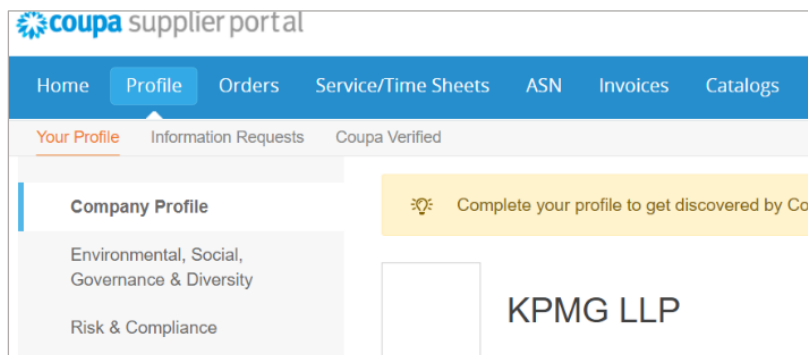 coupa supplier portal
Home Profile Orders Service/Time Sheets ASN Invoices Catalogs
Your Profile Information Requests Coupa Verified
Company Profile
Environmental, Social,
Governance & Diversity
Risk & Compliance
Complete your profile to get discovered by Co
KPMG LLP